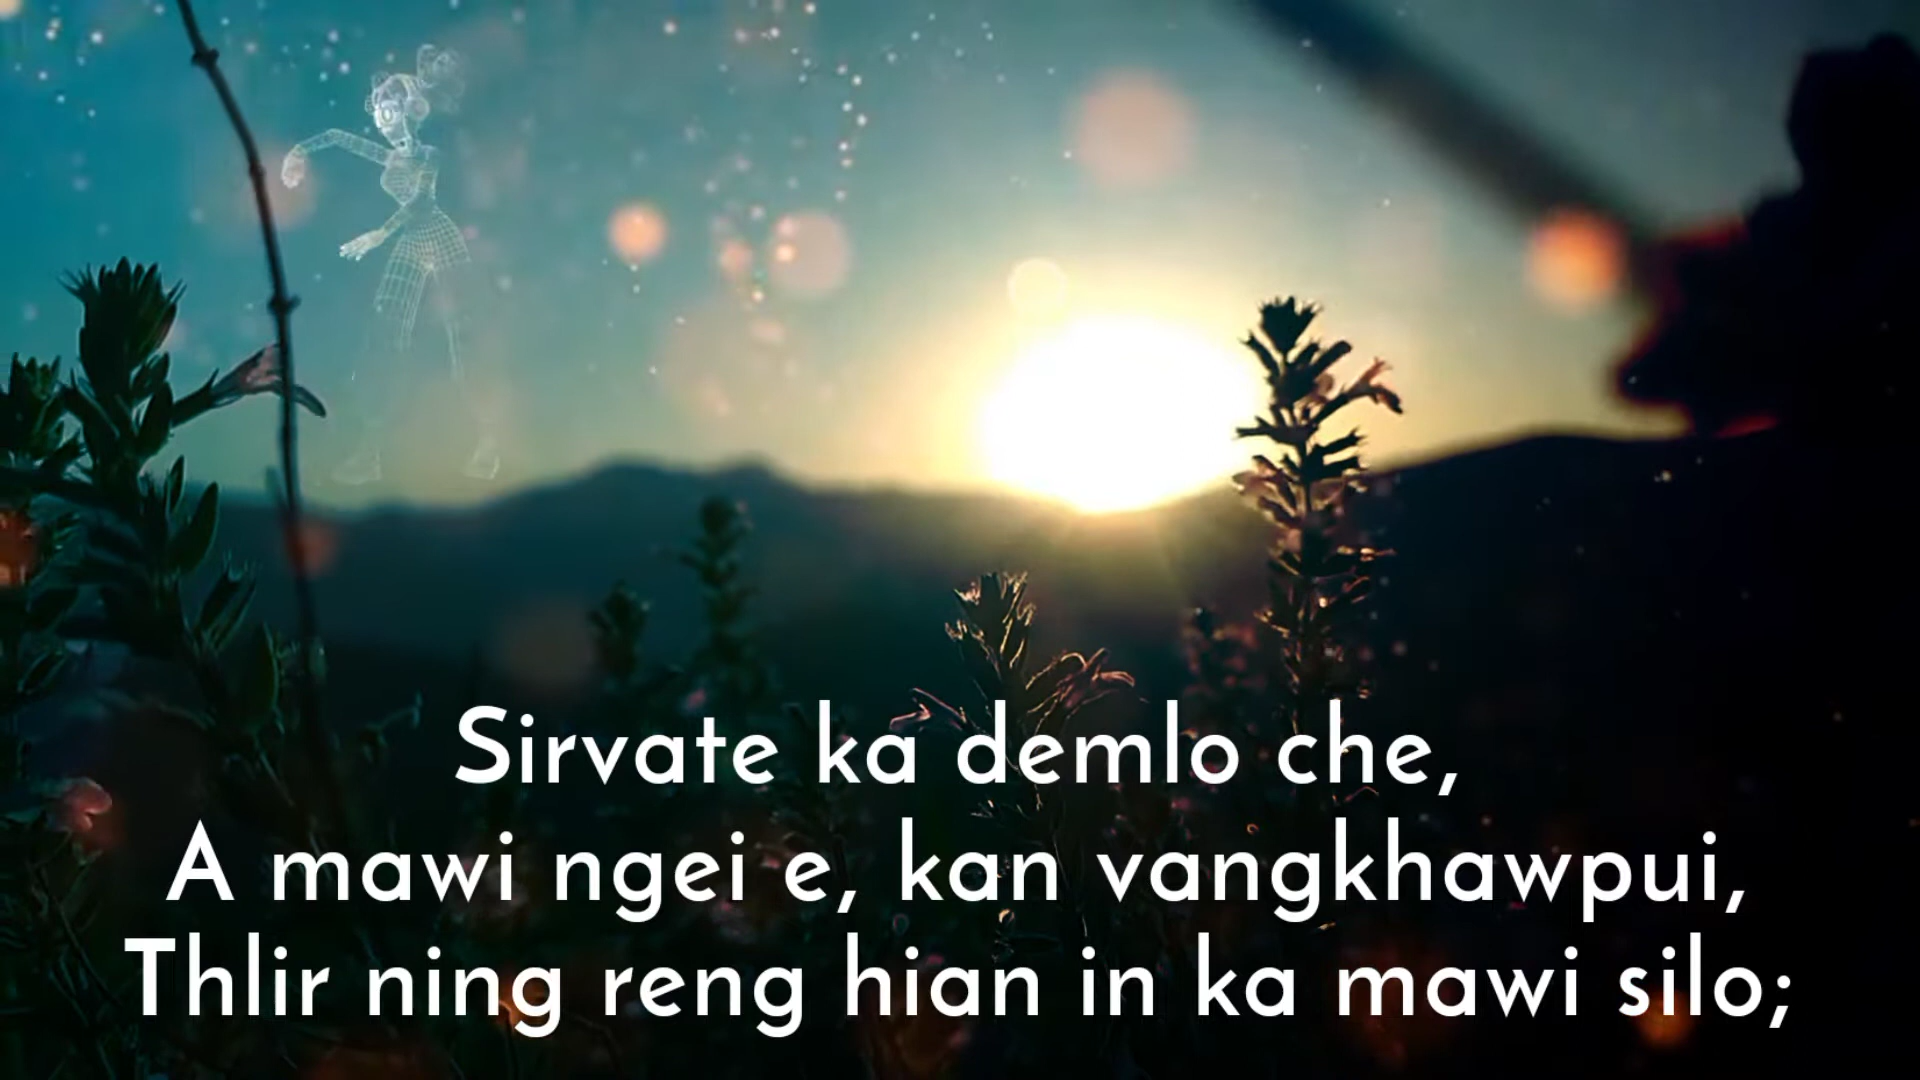 Sirvate ka demlo che,
A mawi ngei e, kan vangkhawpui,
Thlir ning reng hian in ka mawi silo;